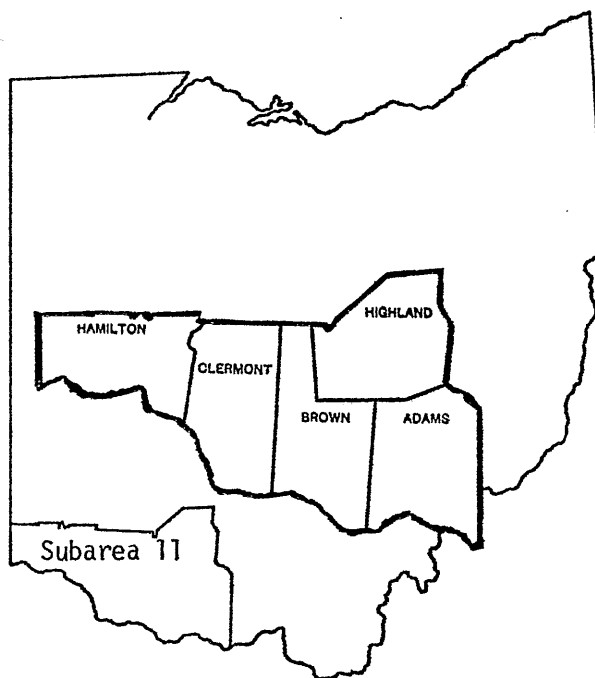 HIGHLAND
HAMILTON
CLERMONT
BROWN
ADAMS
Subarea 11